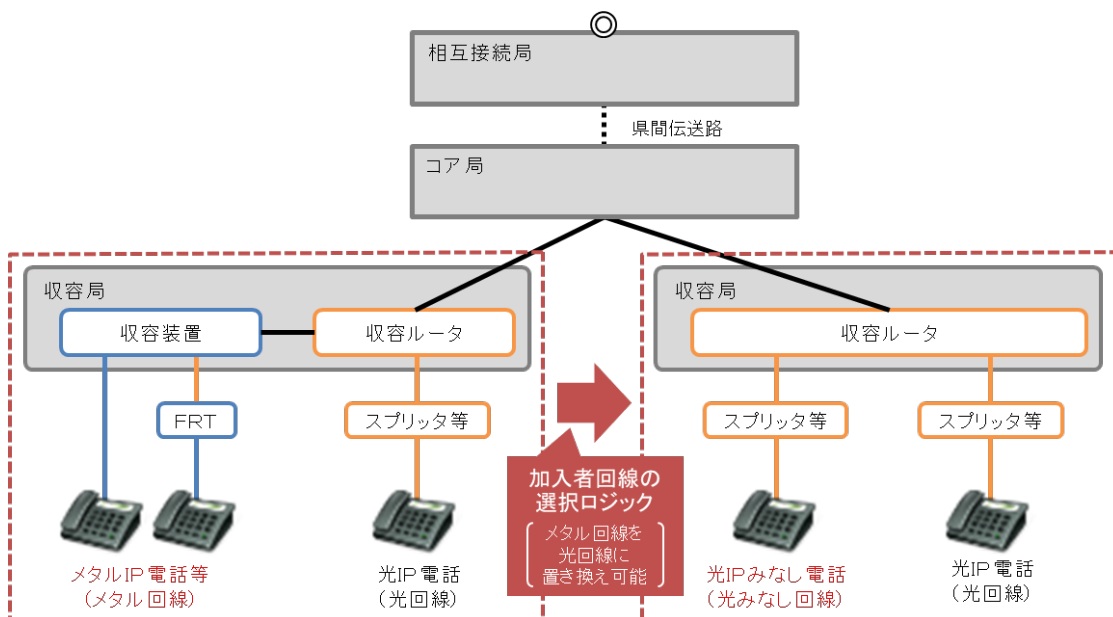 相互接続局
県間伝送路
コア局
収容局
収容装置
収容ルータ
FRT
スプリッタ等
メタルIP電話等
(メタル回線)
光IP電話
(光回線)
加入者回線の
選択ロジック
メタル回線を
光回線に
置き換え可能
収容局
収容ルータ
スプリッタ等
スプリッタ等
光IPみなし電話
(光みなし回線)
光IP電話
(光回線)